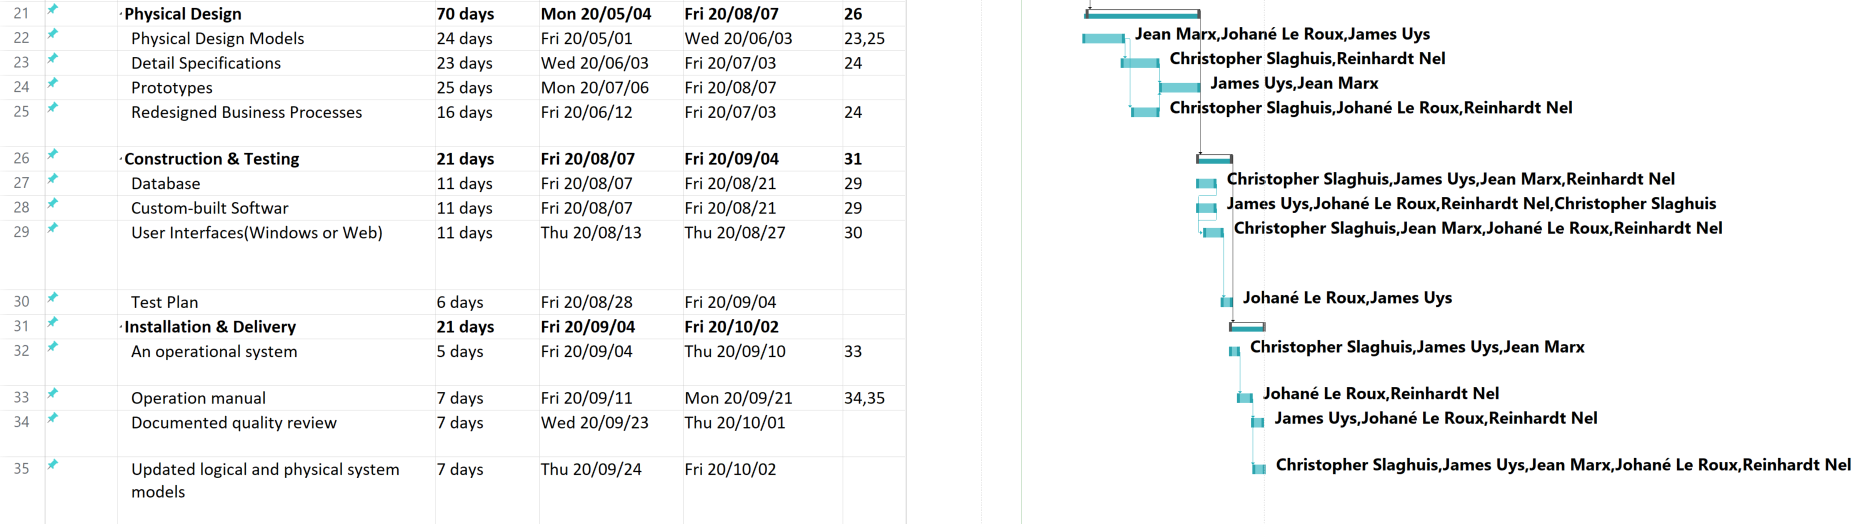 21 Physical Design 70 days Mon 20/05/04 Fri 20/08/07 26
22 Physical Design Models 24 days Fri 20/05/01 Wed 20/06/03 23,25 Jean Marx,Johané Le Roux,James Uys
23 Detail Specifications 23 days Wed 20/06/03 Fri 20/07/03 24 Christopher Slaghuis,Reinhardt Nel
24 Prototypes 25 days Mon 20/07/06 Fri 20/08/07 James Uys,Jean Marx
25 Redesigned Business Processes 16 days Fri 20/06/12 Fri 20/07/03 24 Christopher Slaghuis,Johané Le Roux,Reinhardt Nel
26 Construction & Testing 21 days Fri 20/08/07 Fri 20/09/04 31
27 Database 11 days Fri 20/08/07 Fri 20/08/21 29 Christopher Slaghuis,James Uys,Jean Marx,Reinhardt Nel
28 Custom-built Softwar 11 days Fri 20/08/07 Fri 20/08/21 29 James Uys,Johané Le Roux,Reinhardt Nel,Christopher Slaghuis
29 User Interfaces(Windows or Web) 11 days Thu 20/08/13 Thu 20/08/27 30 Christopher Slaghuis,Jean Marx,Johané Le Roux,Reinhardt Nel
30 Test Plan 6 days Fri 20/08/28 Fri 20/09/04 Johané Le Roux,James Uys
31 Installation & Delivery 21 days Fri 20/09/04 Fri 20/10/02
32 An operational system 5 days Fri 20/09/04 Thu 20/09/10 33 Christopher Slaghuis,James Uys,Jean Marx
33 Operation manual 7 days Fri 20/09/11 Mon 20/09/21 34,35 Johané Le Roux,Reinhardt Nel
34 Documented quality review 7 days Wed 20/09/23 Thu 20/10/01 James Uys,Johané Le Roux,Reinhardt Nel
35 Updated logical and physical system 7 days Thu 20/09/24 Fri 20/10/02 Christopher Slaghuis,James Uys,Jean Marx,Johané Le Roux,Reinhardt Nel
models